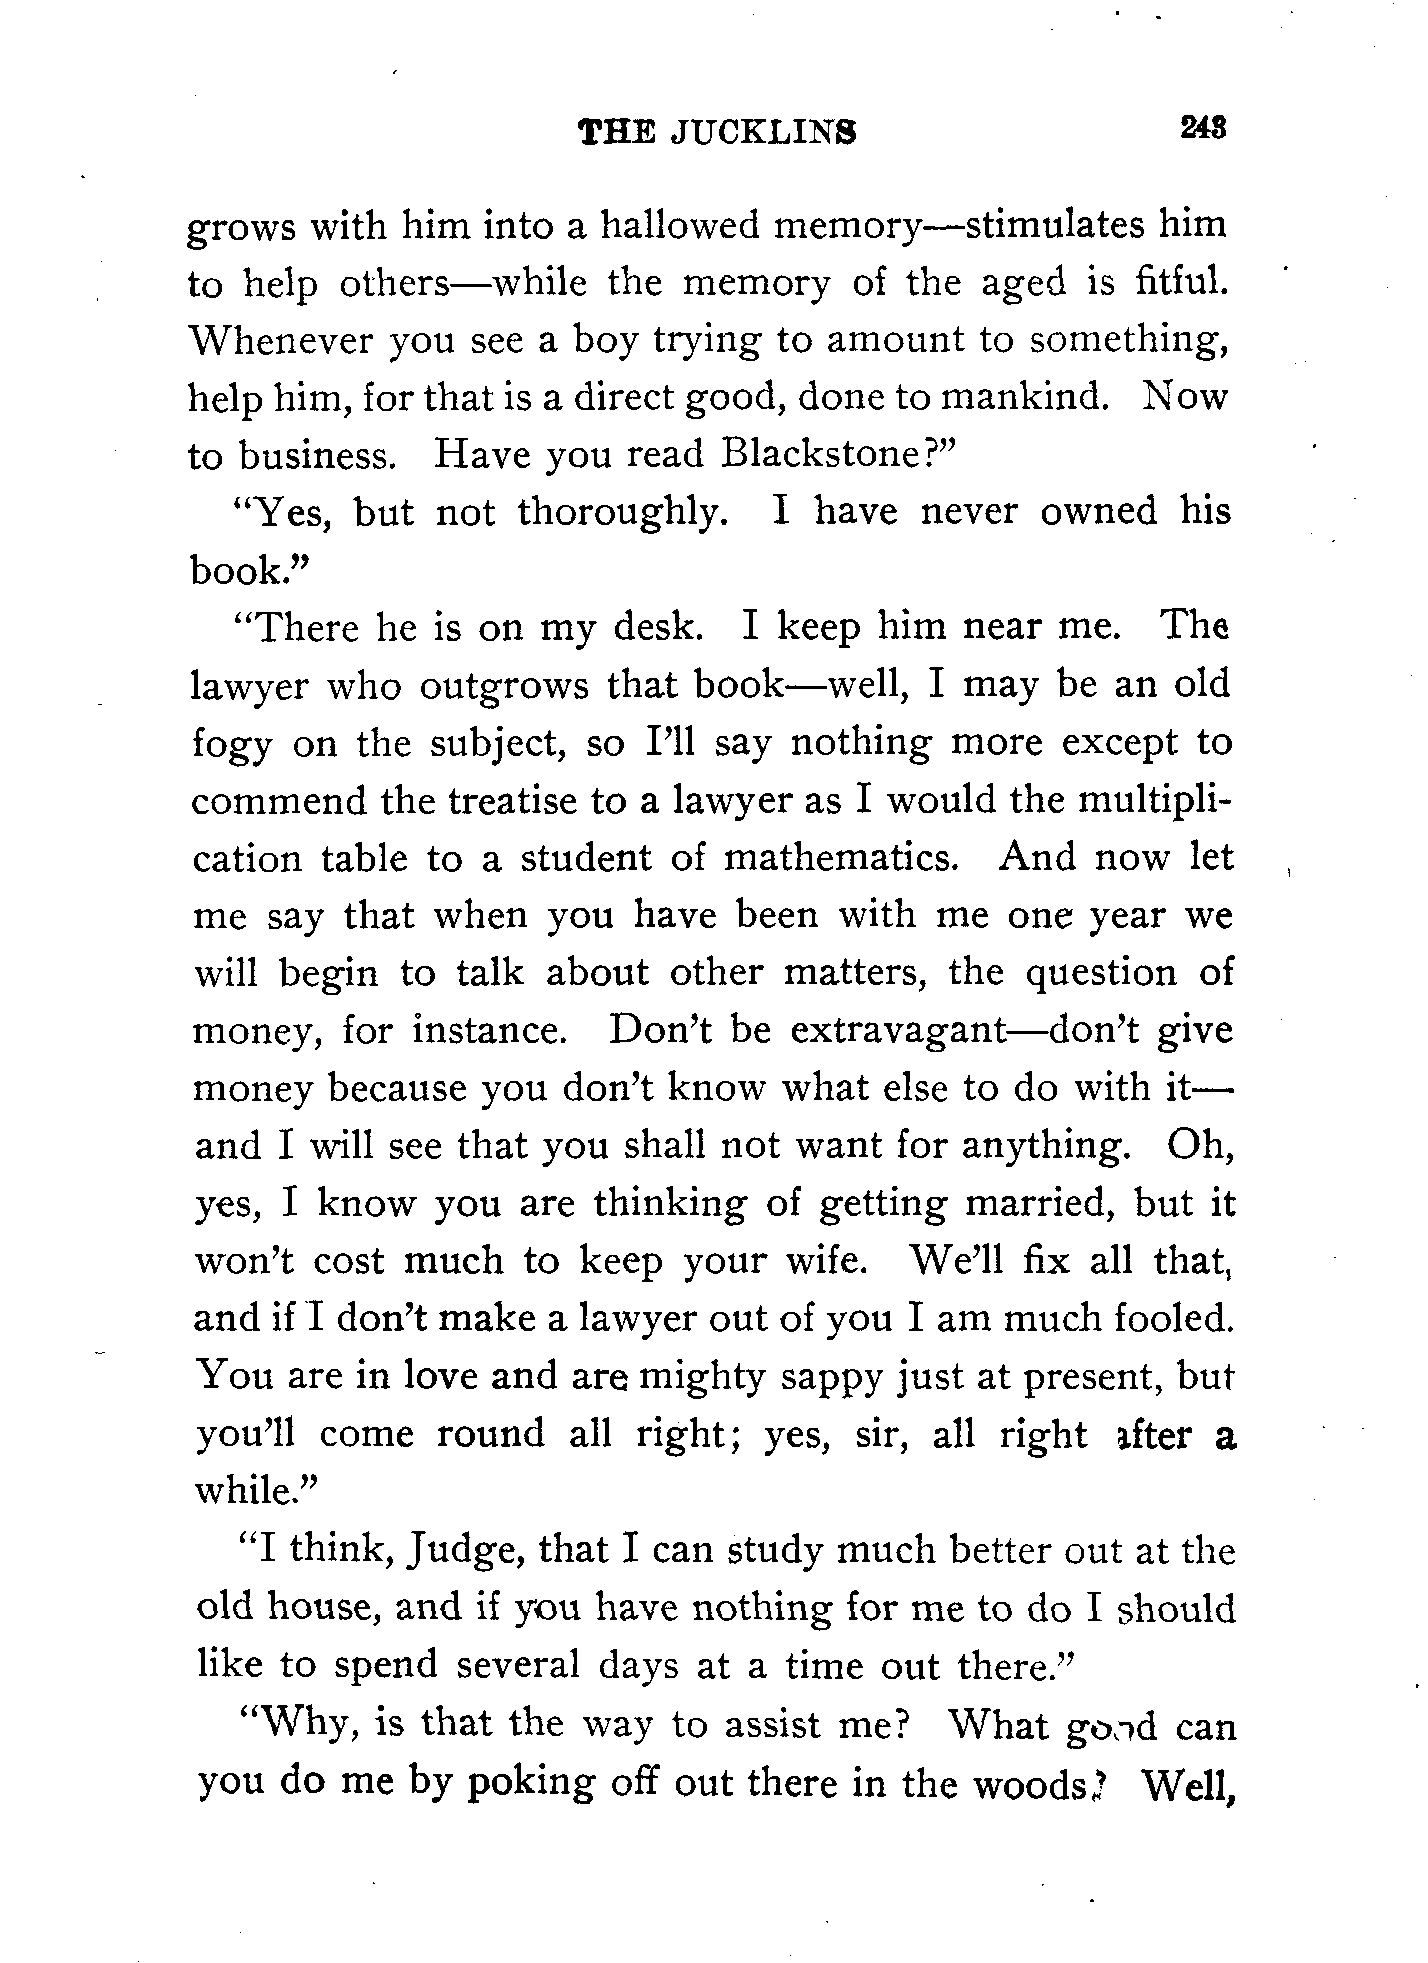 THE JUCKLINS 243
grows with him into a hallowed memory—stimulates him
to help others—while the memory of the aged is fitful.
Whenever you see a boy trying to amount to something,
help him, for that is a direct good, done to mankind. Now
to business. Have you read Blackstone?”
“Yes, but not thoroughly. I have never owned his
book.”
“There he is on my desk. I keep him near me. The
lawyer who outgrows that book—well, I may be an old
fogy on the subject, so I’ll say nothing more except to
commend the treatise to a lawyer as I would the multipli-
cation table to a student of mathematics. And now let
me say that when you have been with me one year we
will begin to talk about other matters, the question of
money, for instance. Don’t be extravagant—don’t give
money because you don’t know what else to do with it—
and I will see that you shall not want for anything. Oh,
yes, I know you are thinking of getting married, but it
won’t cost much to keep your wife. We’ll fix all that,
and if I don’t make a lawyer out of you I am much fooled.
You are in love and are mighty sappy just at present, but
you’ll come round all right; yes, sir, all right after a
while.”
“I think, Judge, that I can study much better out at the
old house, and if you have nothing for me to do I should
like to spend several days at a time out there.”
“Why, is that the way to assist me? What good can
you do me by poking off out there in the woods? Well,